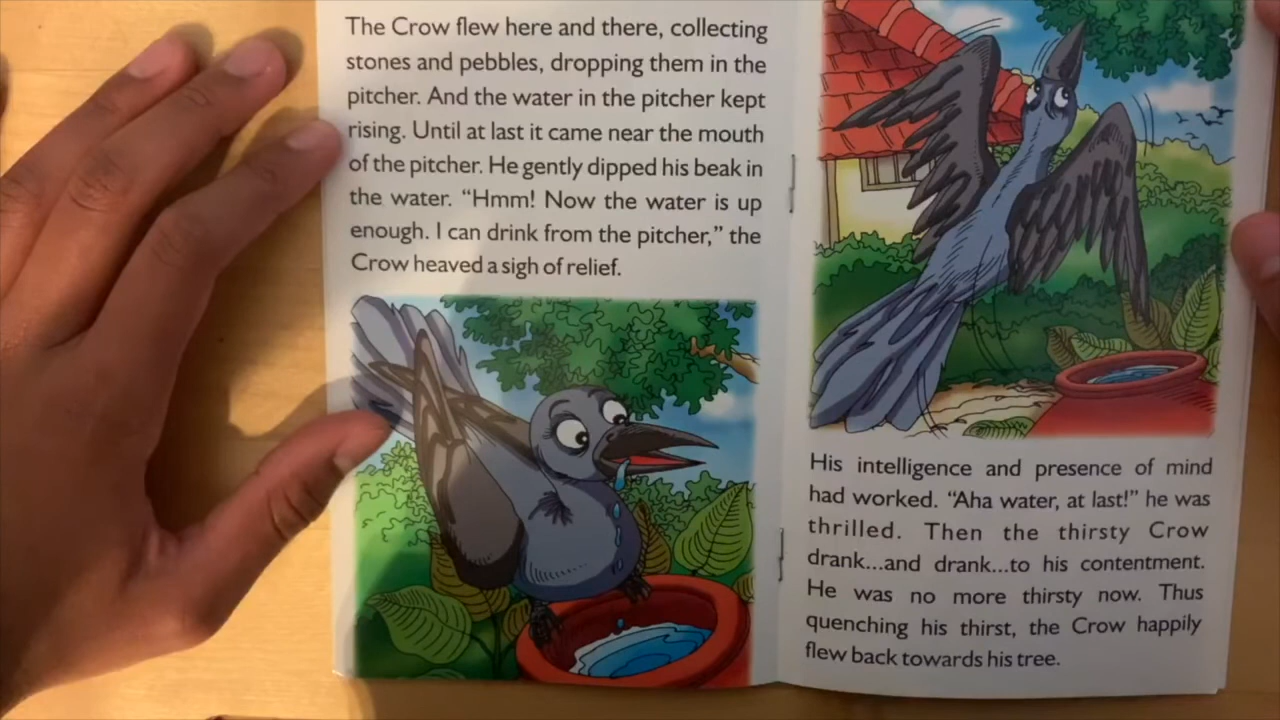 The Crow flew here and there, collecting
stones and pebbles, dropping them in the
pitcher. And the water in the pitcher kept
rising. Until at last it came near the mouth
of the pitcher. He gently dipped his beak in
the water. “Hmm! Now the water is up
enough. I can drink from the pitcher,” the
Crow heaved a sigh of relief.
His intelligence and presence of mind
had worked. “Aha water, at last!” he was
thrilled. Then the thirsty Crow
drank...and drank...to his contentment.
He was no more thirsty now. Thus
quenching his thirst, the Crow happily
flew back towards his tree.